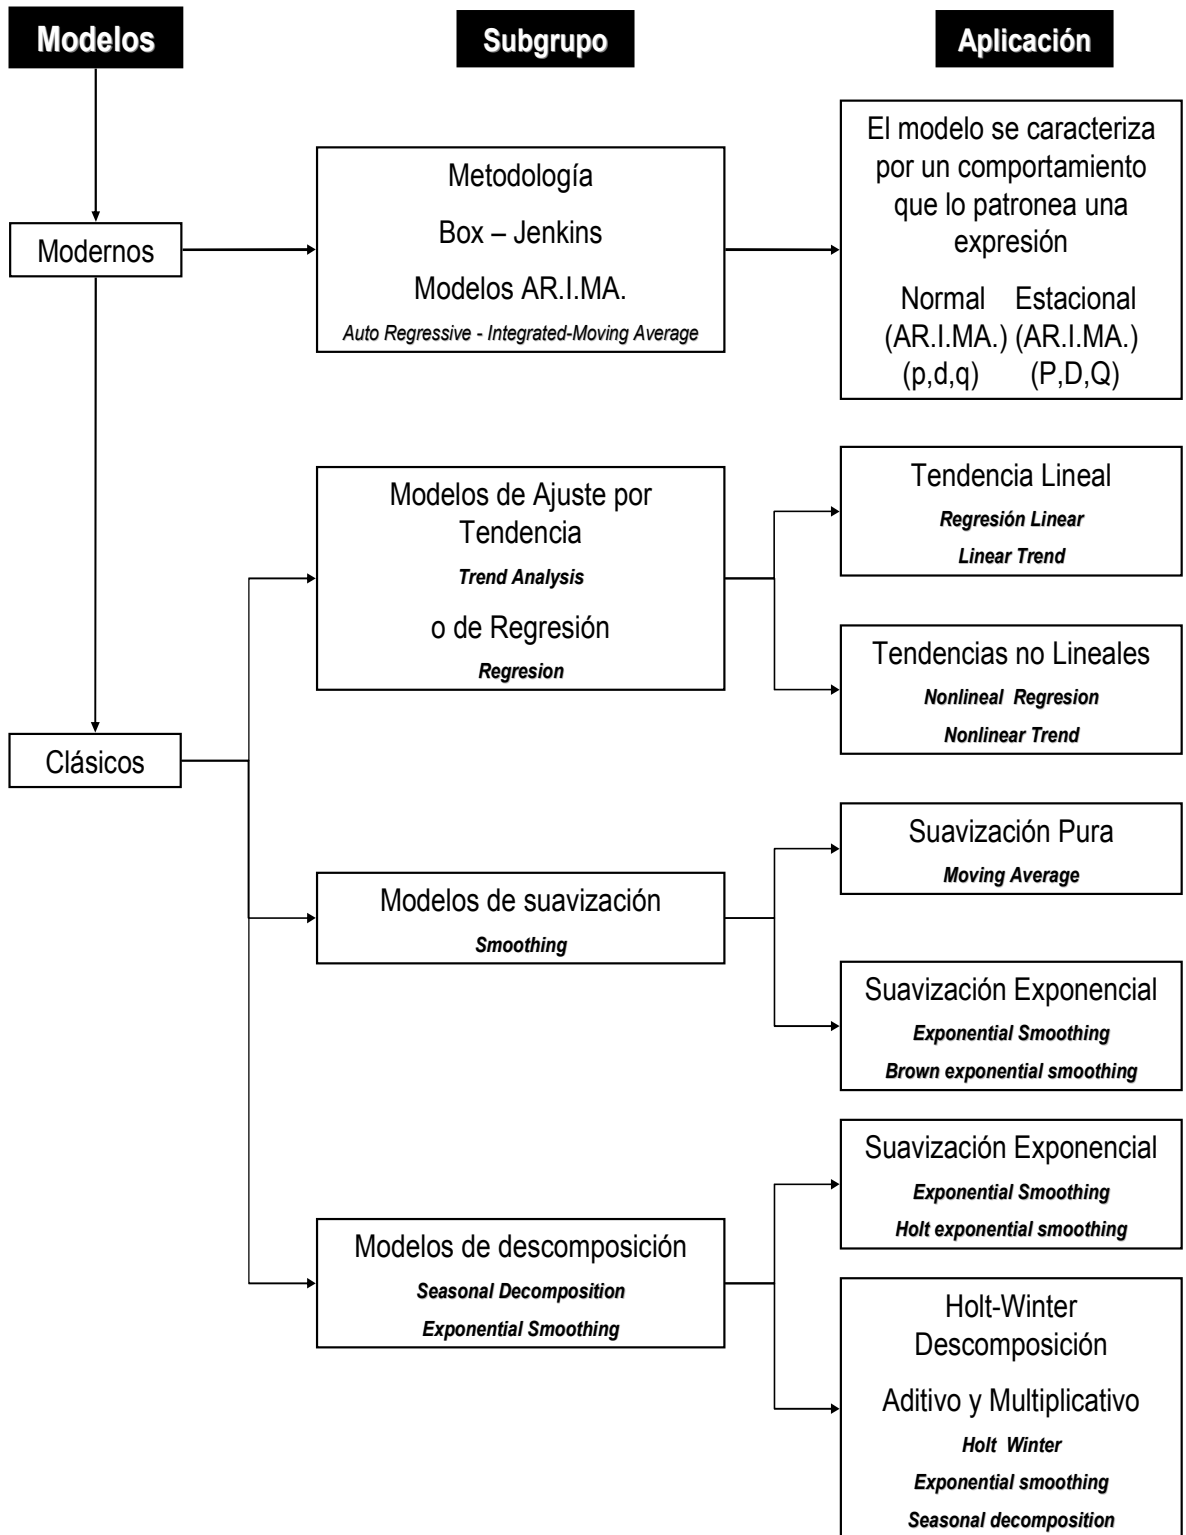 Modelos
Subgrupo
Aplicación
Modernos
Metodología
Box – Jenkins
Modelos AR.I.MA.
Auto Regressive - Integrated-Moving Average
El modelo se caracteriza
por un comportamiento
que lo patronea una
expresión
Normal Estacional
(AR.I.MA.) (AR.I.MA.)
(p,d,q) (P,D,Q)
Clásicos
Modelos de Ajuste por
Tendencia
Trend Analysis
o de Regresión
Regresion
Tendencia Lineal
Regresión Linear
Linear Trend
Tendencias no Lineales
Nonlineal Regresion
Nonlinear Trend
Modelos de suavización
Smoothing
Suavización Pura
Moving Average
Suavización Exponencial
Exponential Smoothing
Brown exponential smoothing
Modelos de descomposición
Seasonal Decomposition
Exponential Smoothing
Suavización Exponencial
Exponential Smoothing
Holt exponential smoothing
Holt-Winter
Descomposición
Aditivo y Multiplicativo
Holt Winter
Exponential smoothing
Seasonal decomposition